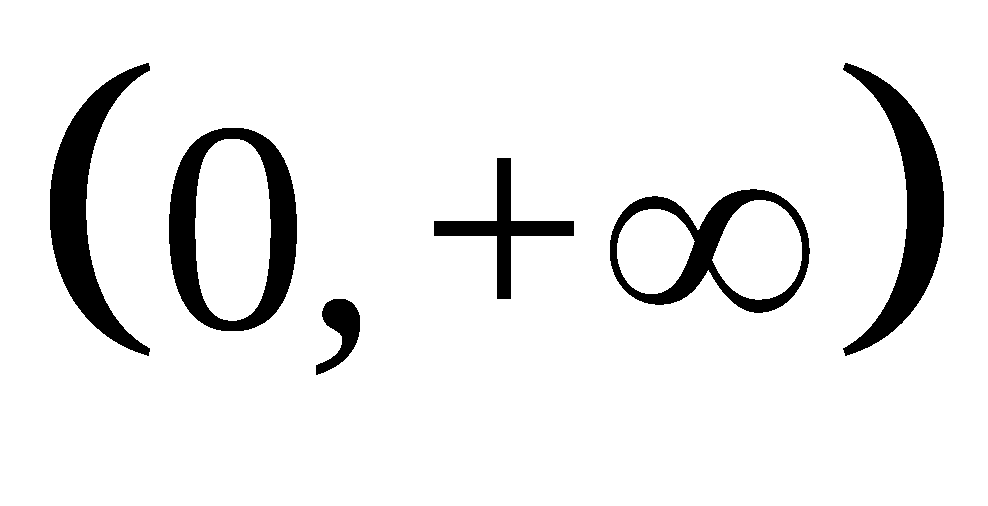 (0, +∞)